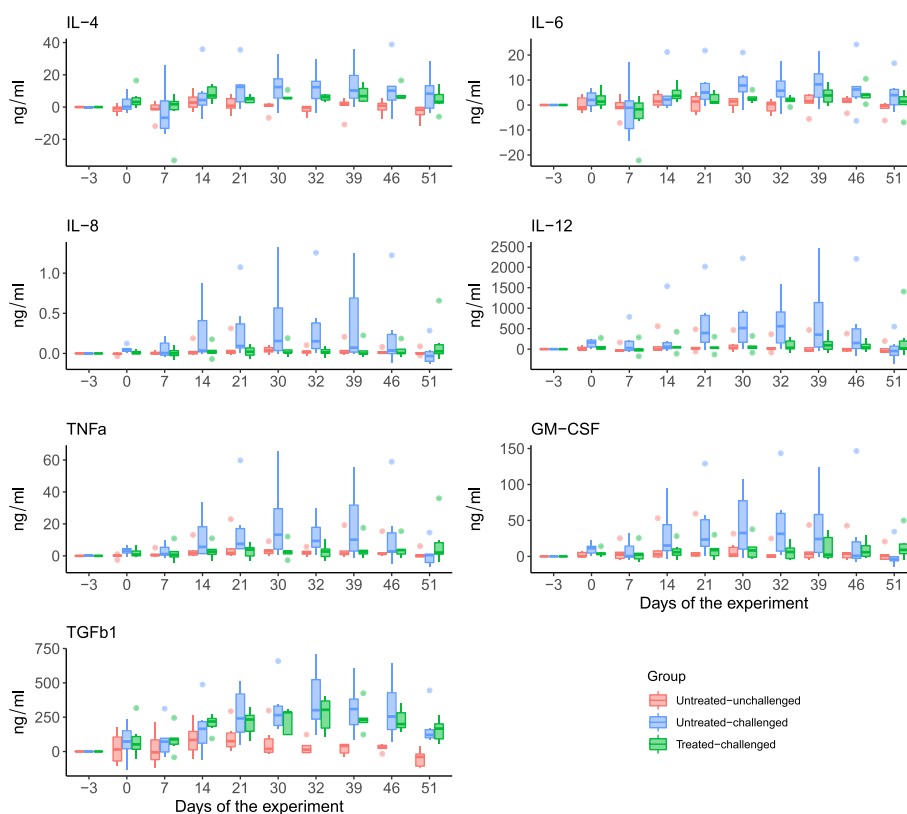 IL−4
ng/ml
40
20
0
−20
−3 0 7 14 21 30 32 39 46 51
IL−6
ng/ml
20
10
0
−10
−20
−3 0 7 14 21 30 32 39 46 51
IL−8
ng/ml
1.0
0.5
0.0
−3 0 7 14 21 30 32 39 46 51
IL−12
ng/ml
2500
2000
1500
1000
500
0
−3 0 7 14 21 30 32 39 46 51
TNFa
ng/ml
60
40
20
0
−3 0 7 14 21 30 32 39 46 51
GM−CSF
ng/ml
150
100
50
0
−3 0 7 14 21 30 32 39 46 51
Days of the experiment
TGFb1
ng/ml
750
500
250
0
−3 0 7 14 21 30 32 39 46 51
Days of the experiment
Group
Untreated−unchallenged
Untreated−challenged
Treated−challenged